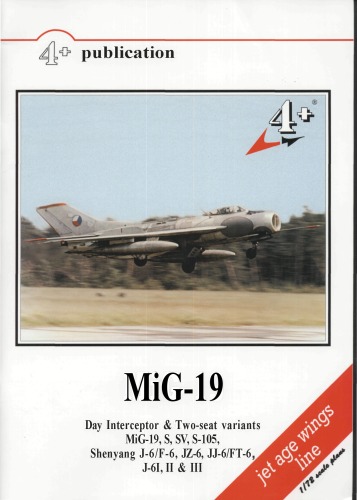 4+ publication
4+®
MiG-19
Day Interceptor & Two-seat variants
MiG-19, S, SV, S-105,
Shenyang J-6/F-6, JZ-6, JJ-6/FT-6,
J-6I, II & III
jet age wings
line
1/72 scale plans